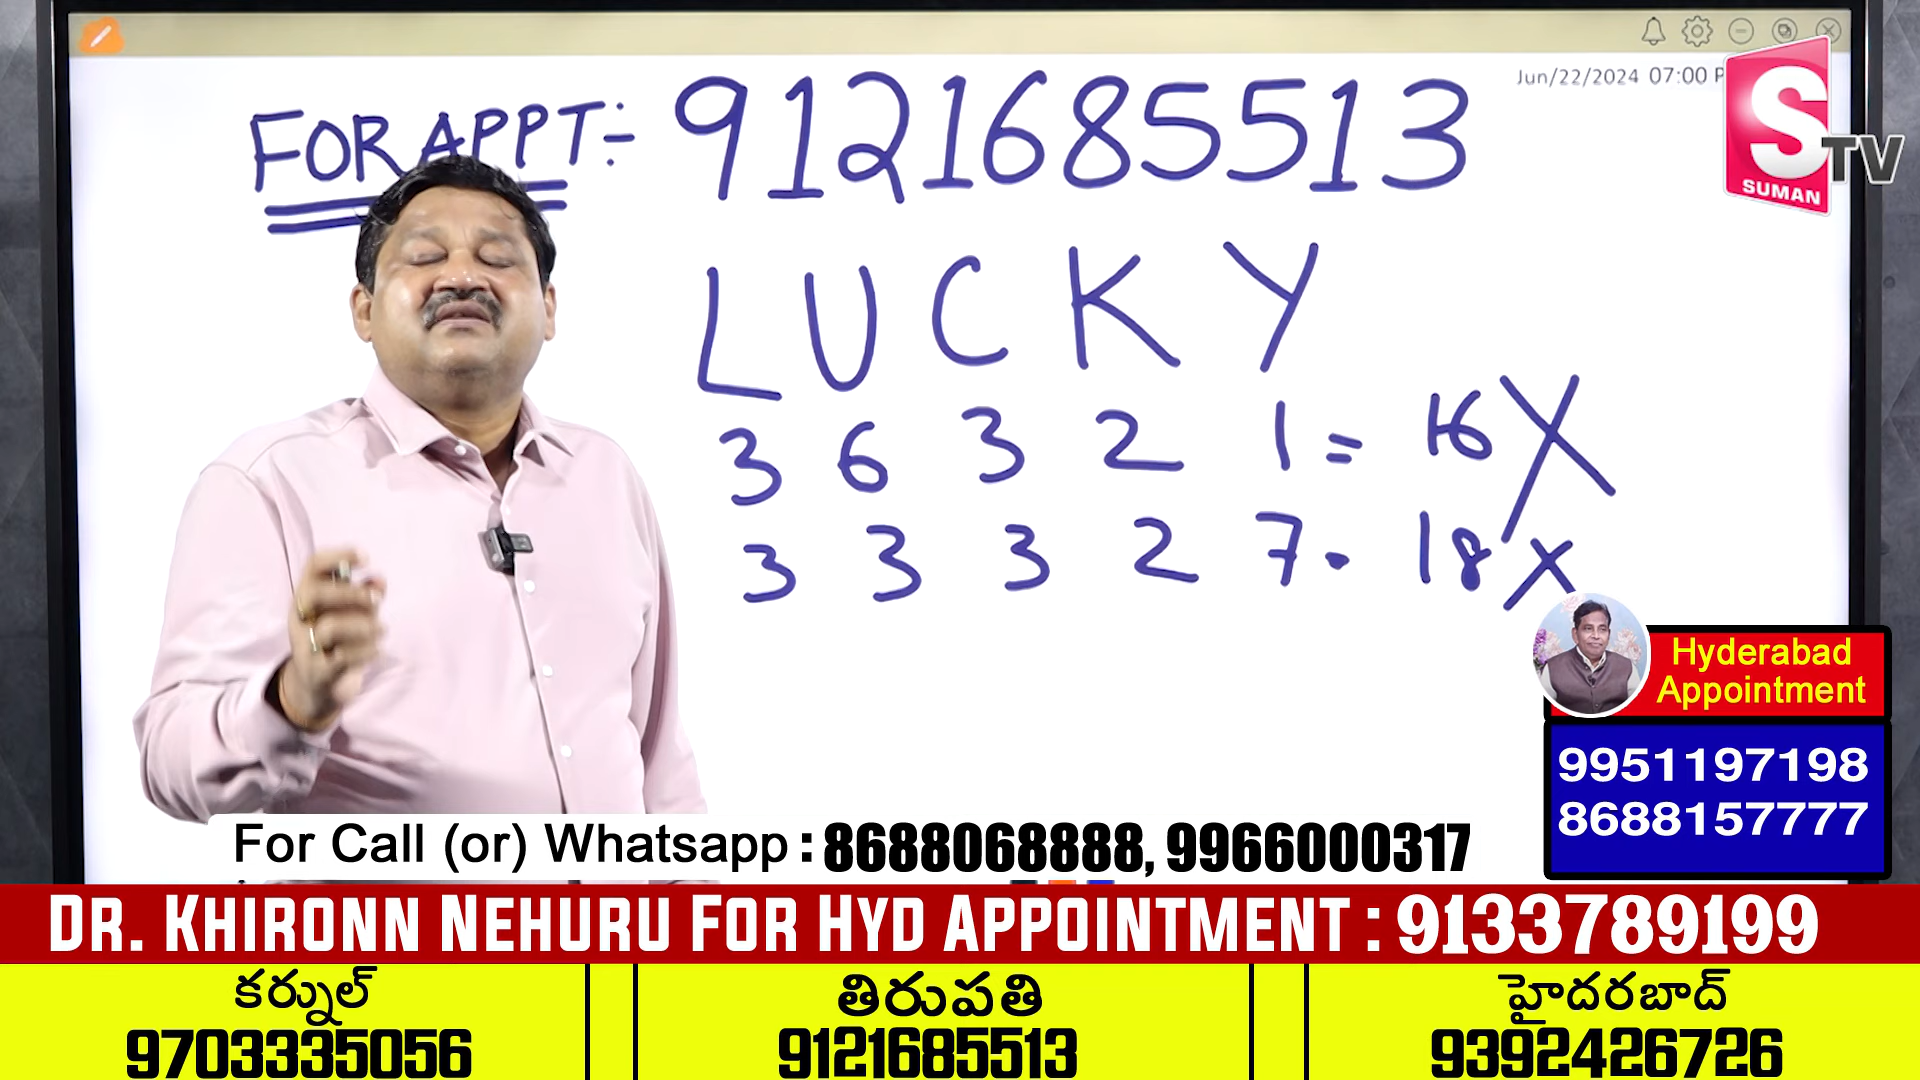 Jun/22/2024 07:00 P
FOR APPT:- 9121685513
S TV
SUMAN
L U C K Y
3 6 3 2 1 = 16 X
3 3 3 2 7 . 18 X
Hyderabad
Appointment
9951197198
8688157777
For Call (or) Whatsapp : 8688068888, 9966000317
DR. KHIRONN NEHURU FOR HYD APPOINTMENT : 9133789199
కర్నుల్
9703335056
తిరుపతి
9121685513
హైదరబాద్
9392426726